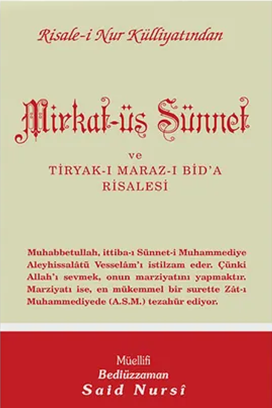 Risale-i Nur Külliyatından
Mirkat-üs Sünnet
ve
TİRYAK-I MARAZ-I BİD'A
RİSALESİ
Muhabbetullah, ittiba-ı Sünnet-i Muhammediye
Aleyhissalâtü Vesselâm'ı istilzam eder. Çünki
Allah'ı sevmek, onun marziyatını yapmaktır.
Marziyatı ise, en mükemmel bir surette Zât-ı
Muhammediyede (A.S.M.) tezahür ediyor.
Müellifi
Bediüzzaman
Said Nursî